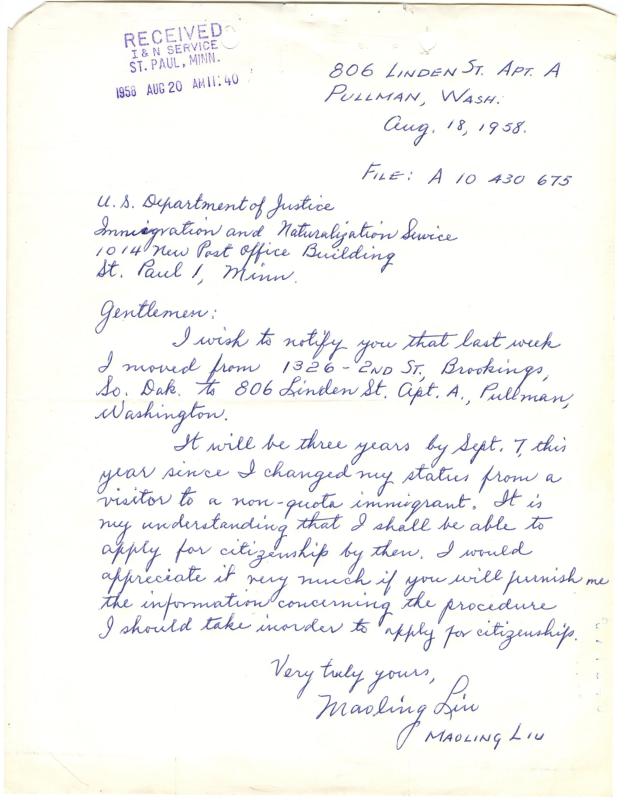 RECEIVED
I & N SERVICE
ST. PAUL, MINN.
1958 AUG 20 AM 11:40
806 LINDEN ST. APT. A
PULLMAN, WASH.
Aug. 18, 1958.
FILE: A 10 430 675
U. S. Department of Justice
Immigration and Naturalization Service
1014 New Post Office Building
St. Paul 1, Minn.
Gentlemen:
I wish to notify you that last week
I moved from 1326 - 2ND ST., Brookings,
So. Dak. to 806 Linden St. Apt. A., Pullman,
Washington.
It will be three years by Sept. 7, this
year since I changed my status from a
visitor to a non-quota immigrant. It is
my understanding that I shall be able to
apply for citizenship by then. I would
appreciate it very much if you will furnish me
the information concerning the procedure
I should take inorder to apply for citizenship.
Very truly yours,
Maoling Liu
MAOLING LIU